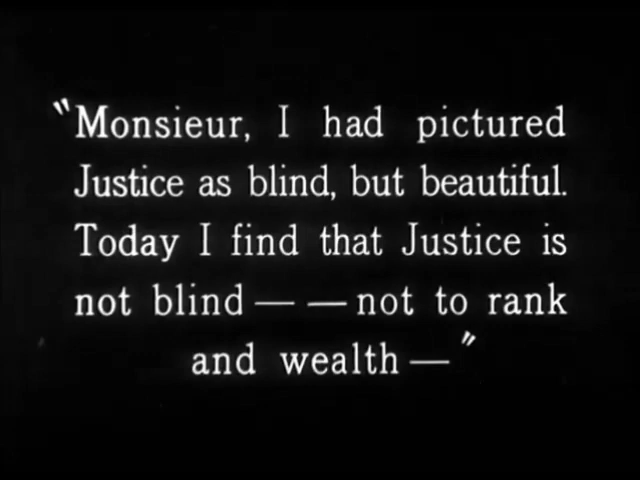 "Monsieur, I had pictured
Justice as blind, but beautiful.
Today I find that Justice is
not blind — — not to rank
and wealth —"